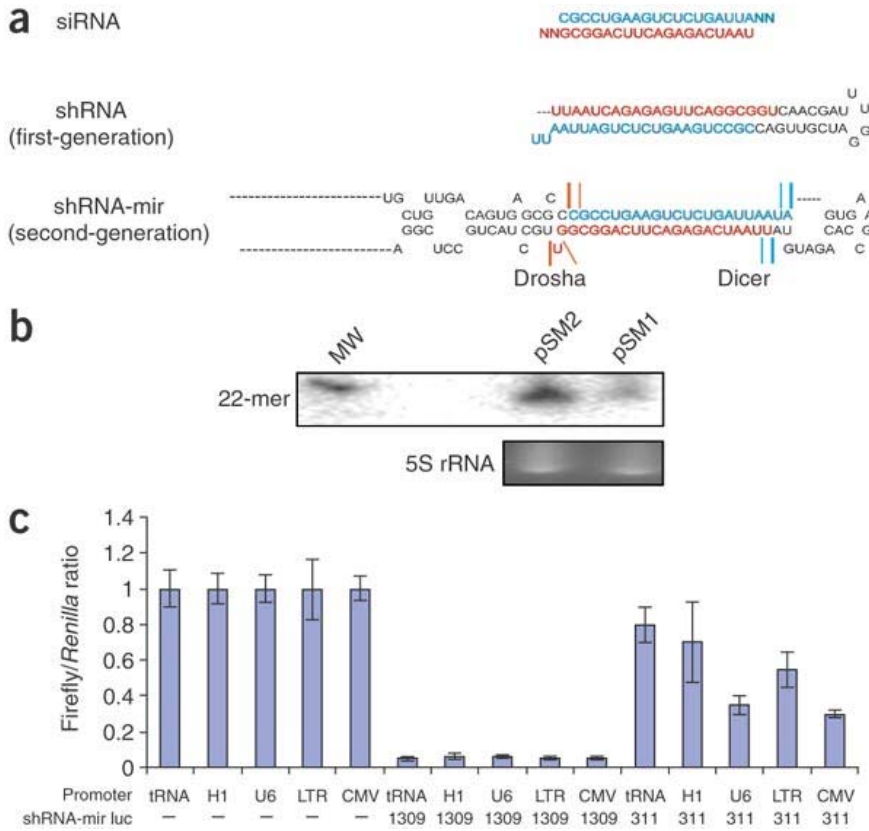 a
siRNA
CGCCUGAAGUCUCUGAUUANN
NNGCGGACUUCAGAGACUAAU
shRNA
(first-generation)
U
---UUAAUCAGAGAGUUCAGGCGGUCAACGAU U
UUAAUUAGUCUCUGAAGUCCGCCAGUUGCUA G
G
shRNA-mir
(second-generation)
UG UUGA A C A
CUG CAGUG GCG CCGCCUGAAGUCUCUGAUUAAUA GUG A
GGC GUCAU CGU GGCGGACUUCAGAGACUAAUUAU CAC G
A UCC C U GUAGA C
Drosha Dicer
b
MW pSM2 pSM1
22-mer
5S rRNA
c
Firefly/Renilla ratio
1.4
1.2
1
0.8
0.6
0.4
0.2
0
Promoter tRNA H1 U6 LTR CMV tRNA H1 U6 LTR CMV tRNA H1 U6 LTR CMV
shRNA-mir luc – – – – – 1309 1309 1309 1309 1309 311 311 311 311 311